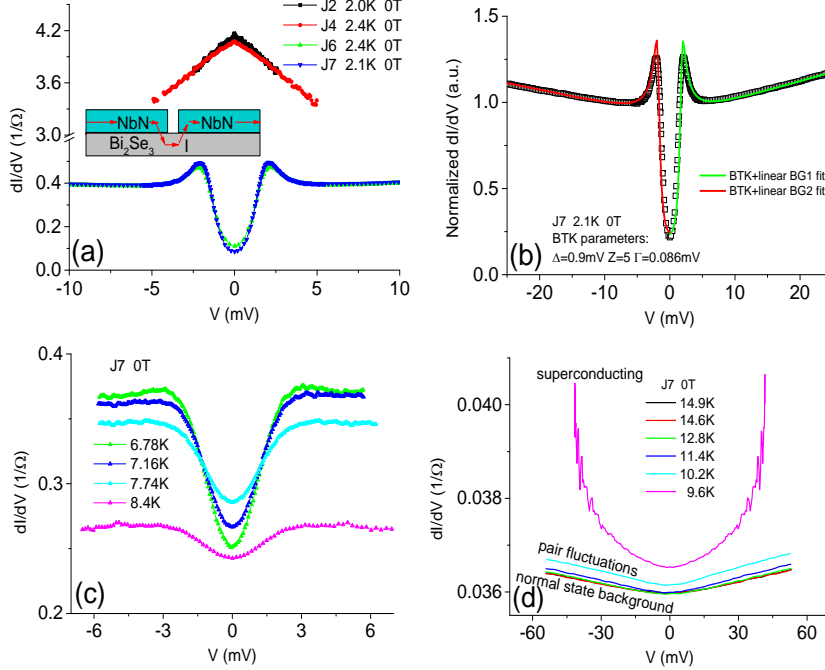 J2 2.0K 0T
J4 2.4K 0T
J6 2.4K 0T
J7 2.1K 0T
4.2
3.9
3.6
3.3
3.0
0.4
0.2
0.0
dI/dV (1/Ω)
NbN NbN
Bi2Se3 I
(a)
-10 -5 0 5 10
V (mV)
1.5
1.0
0.5
0.0
Normalized dI/dV (a.u.)
BTK+linear BG1 fit
BTK+linear BG2 fit
J7 2.1K 0T
BTK parameters:
Δ=0.9mV Z=5 Γ=0.086mV
(b)
-20 -10 0 10 20
V (mV)
0.4
0.3
0.2
dI/dV (1/Ω)
J7 0T
6.78K
7.16K
7.74K
8.4K
(c)
-6 -3 0 3 6
V (mV)
0.040
0.038
0.036
dI/dV (1/Ω)
superconducting
J7 0T
14.9K
14.6K
12.8K
11.4K
10.2K
9.6K
pair fluctuations
normal state background
(d)
-60 -30 0 30 60
V (mV)